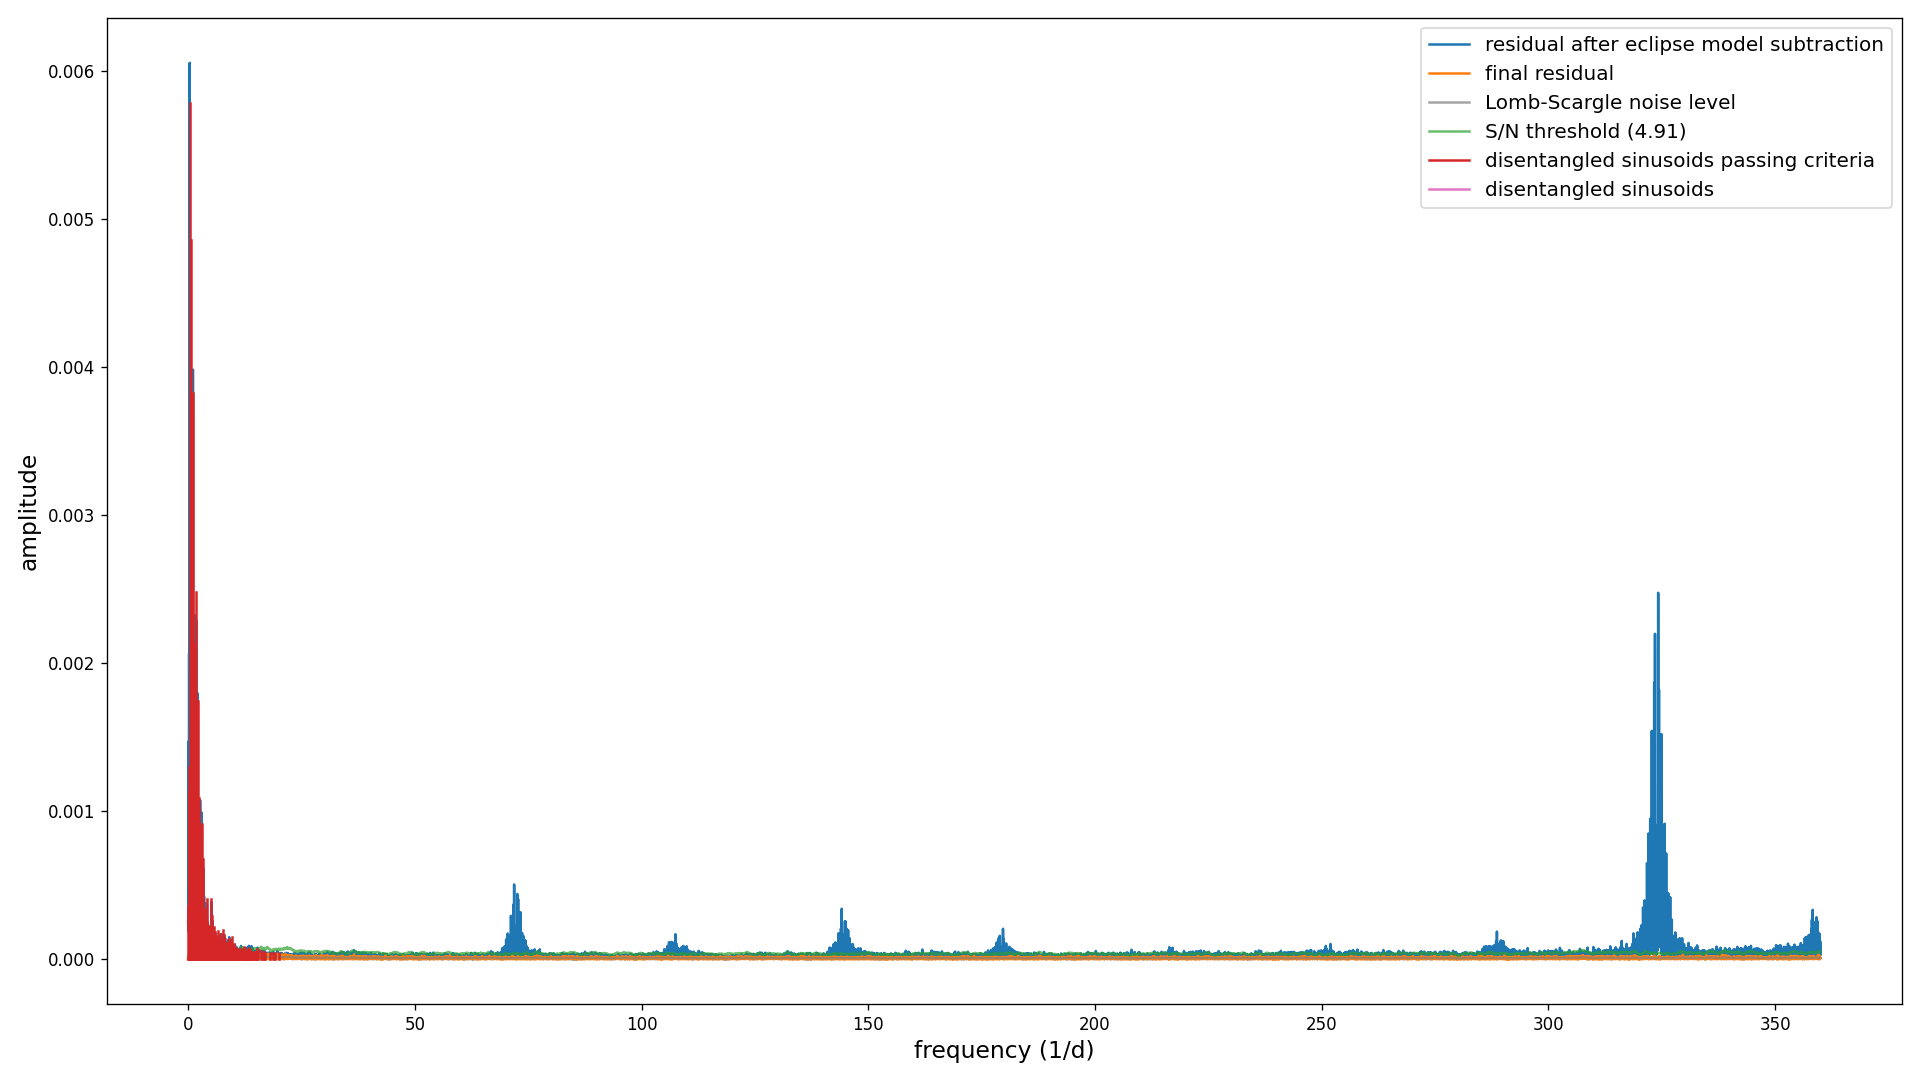 residual after eclipse model subtraction
final residual
Lomb-Scargle noise level
S/N threshold (4.91)
disentangled sinusoids passing criteria
disentangled sinusoids
amplitude
0.006
0.005
0.004
0.003
0.002
0.001
0.000
0 50 100 150 200 250 300 350
frequency (1/d)